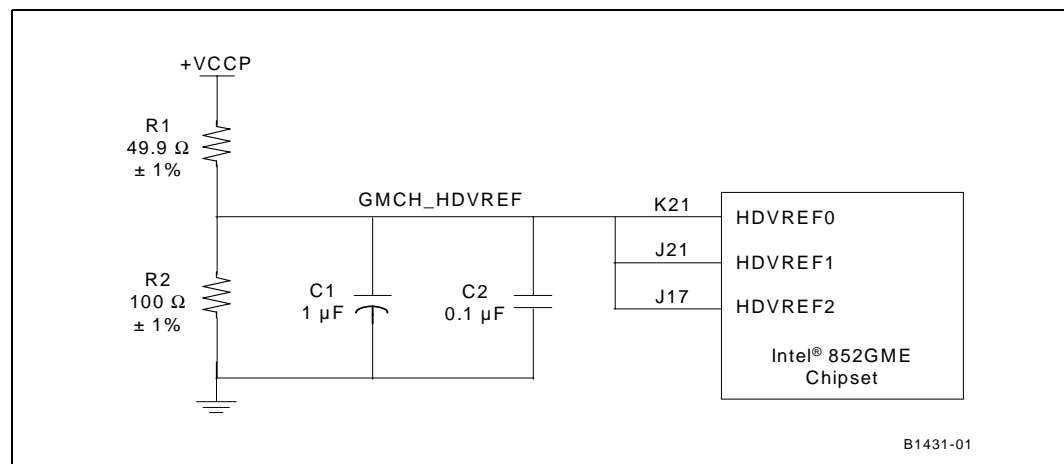 +VCCP
R1
49.9 Ω
± 1%
GMCH_HDVREF
K21
HDVREF0
J21
HDVREF1
J17
HDVREF2
R2
100 Ω
± 1%
C1
1 µF
C2
0.1 µF
Intel® 852GME
Chipset
B1431-01